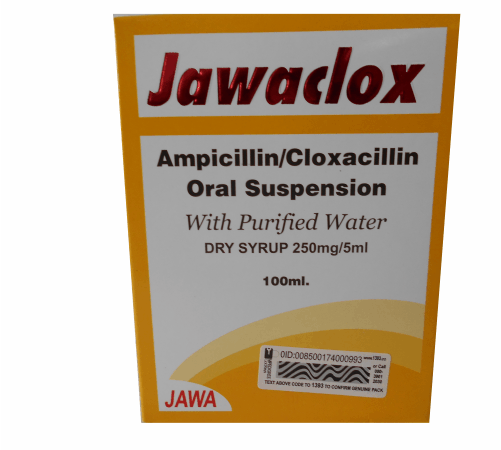 Jawaclox
Ampicillin/Cloxacillin
Oral Suspension
With Purified Water
DRY SYRUP 250mg/5ml
100ml.
0ID:008500174000993
TEXT ABOVE CODE TO 1393 TO CONFIRM GENUINE PACK
JAWA